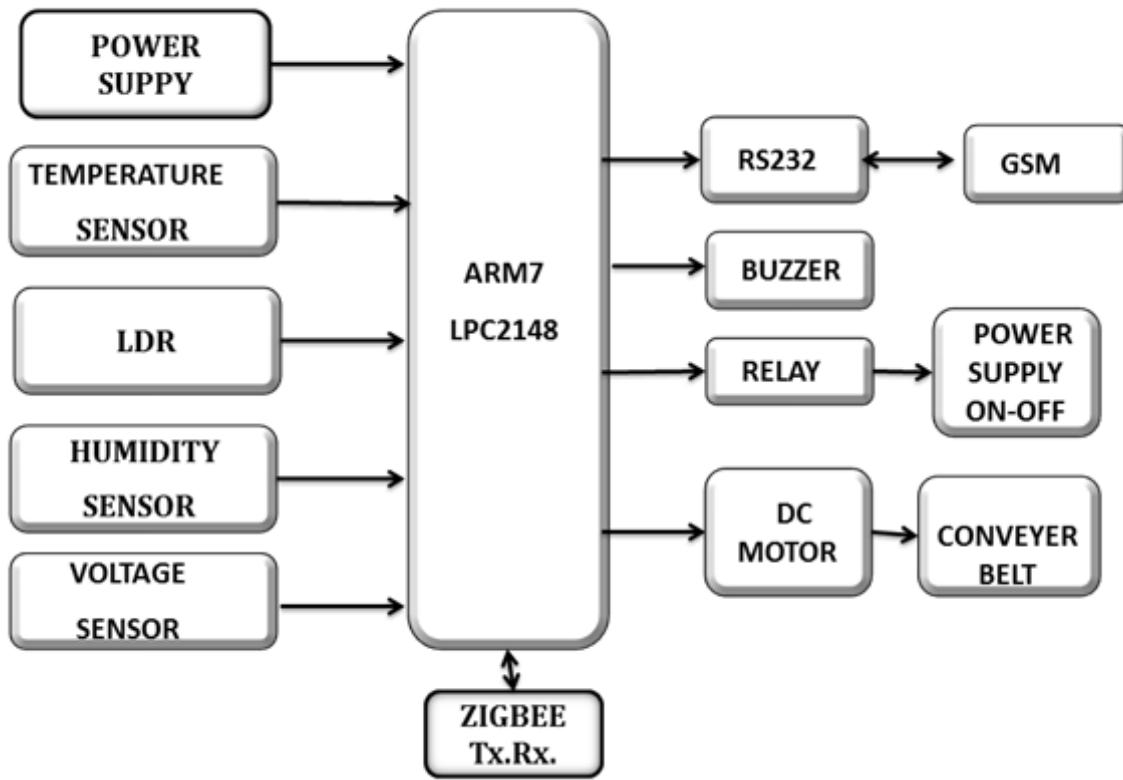 POWER
SUPPY
TEMPERATURE
SENSOR
LDR
HUMIDITY
SENSOR
VOLTAGE
SENSOR
ARM7
LPC2148
ZIGBEE
Tx.Rx.
RS232
GSM
BUZZER
RELAY
POWER
SUPPLY
ON-OFF
DC
MOTOR
CONVEYER
BELT